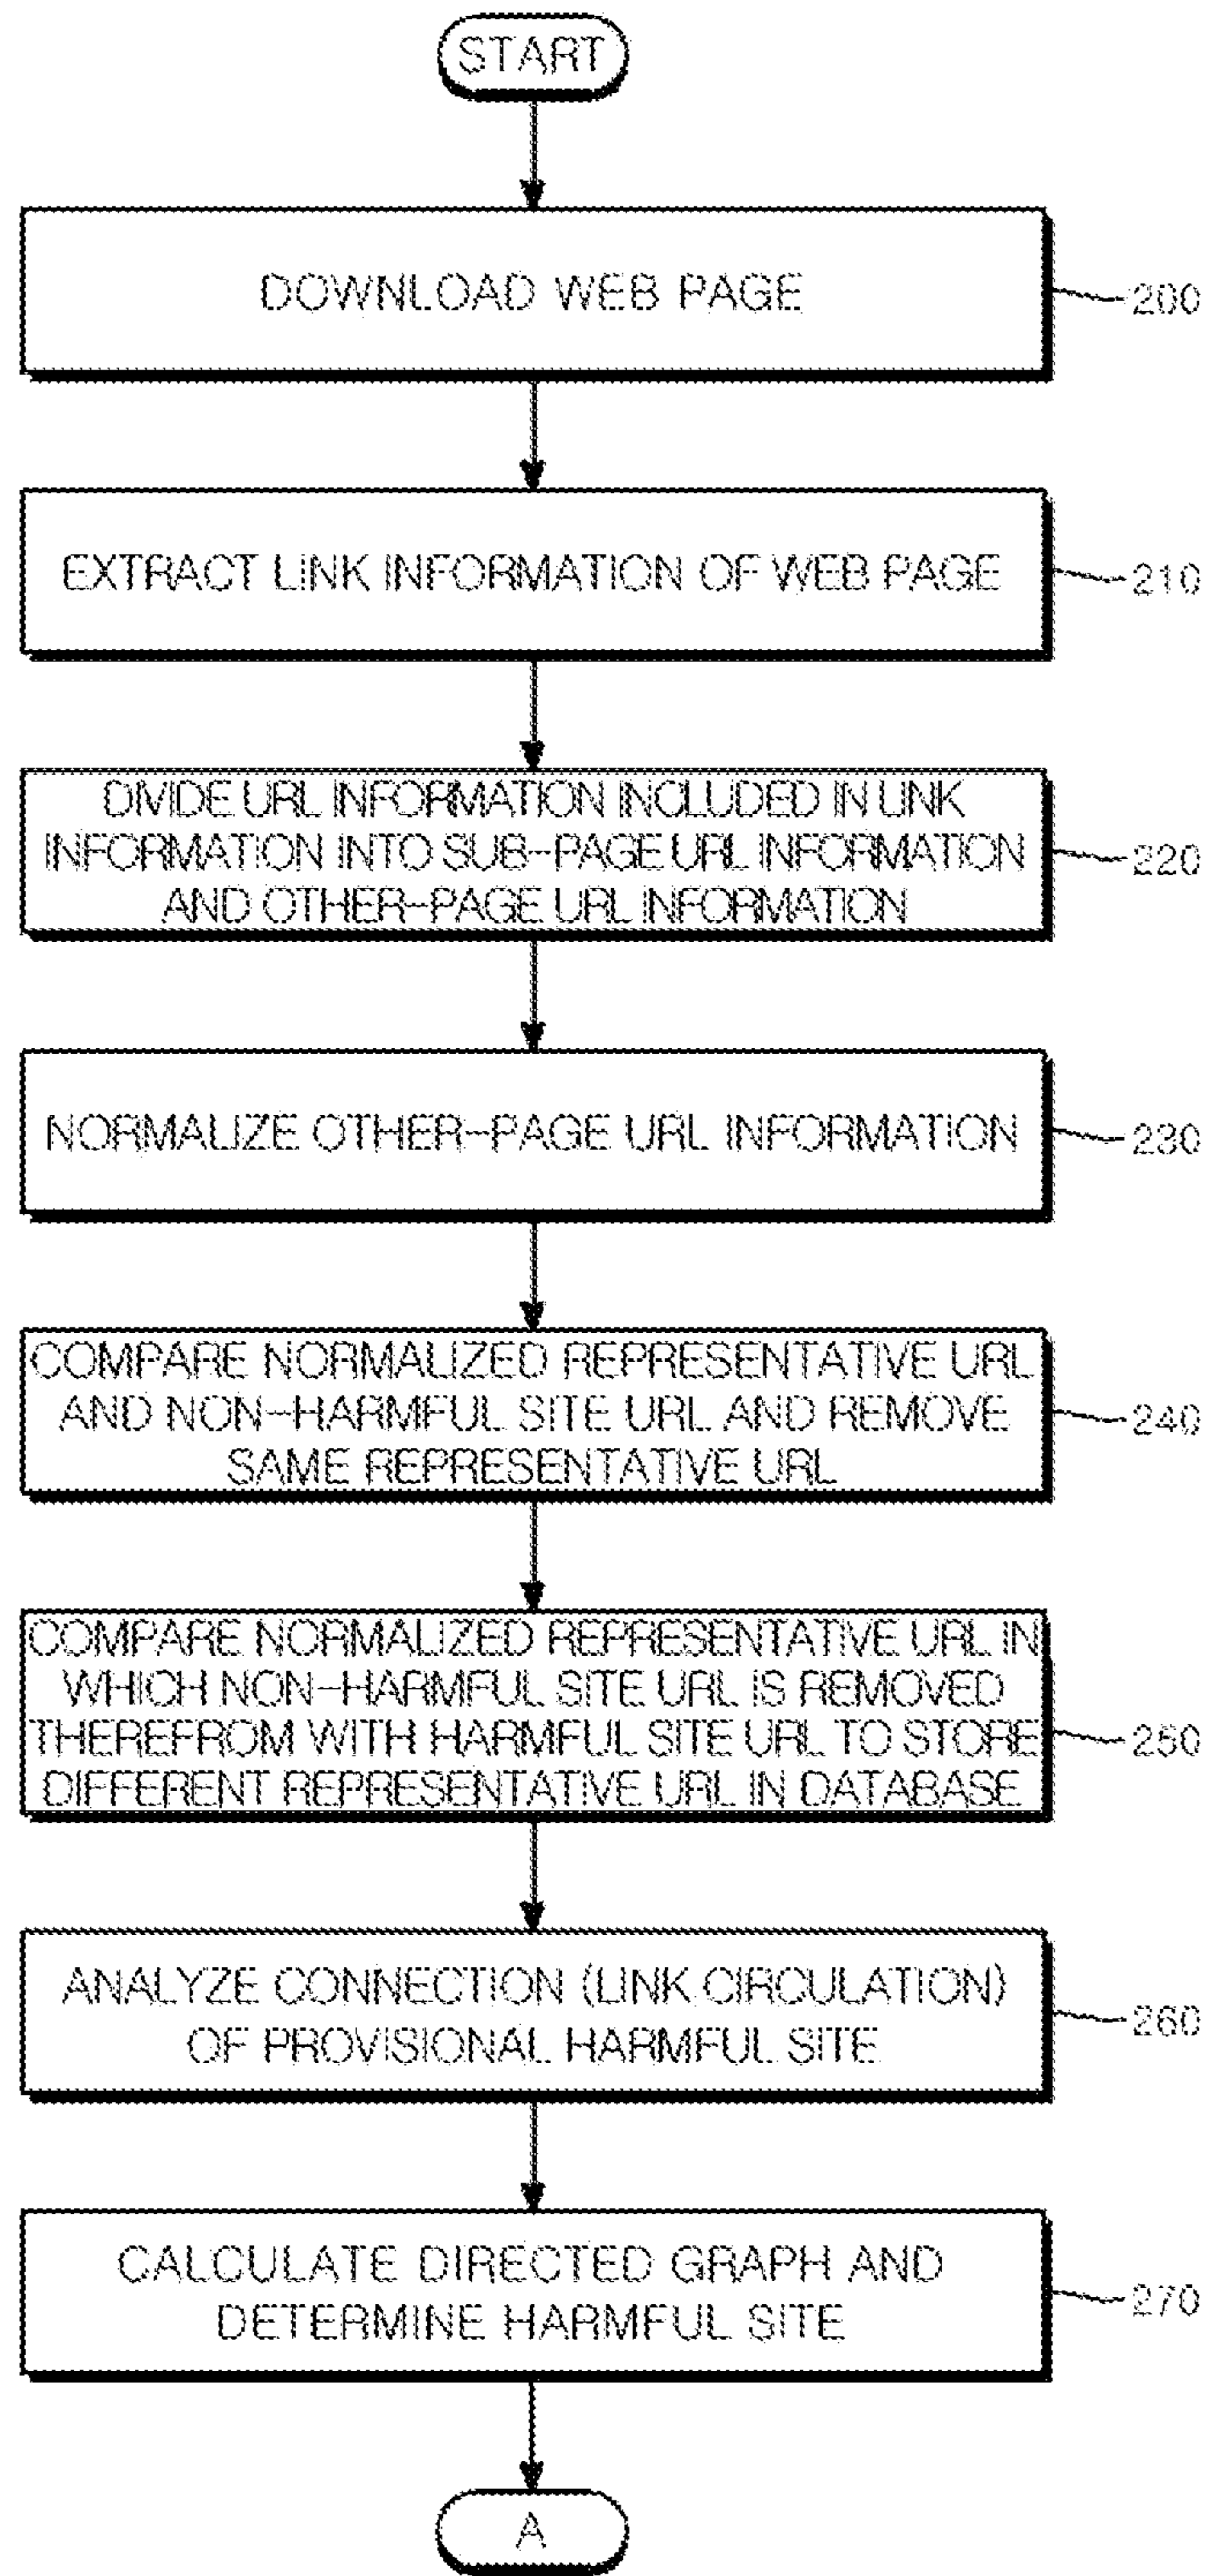 START
DOWNLOAD WEB PAGE
200
EXTRACT LINK INFORMATION OF WEB PAGE
210
DIVIDE URL INFORMATION INCLUDED IN LINK
INFORMATION INTO SUB-PAGE URL INFORMATION
AND OTHER-PAGE URL INFORMATION
220
NORMALIZE OTHER-PAGE URL INFORMATION
230
COMPARE NORMALIZED REPRESENTATIVE URL
AND NON-HARMFUL SITE URL AND REMOVE
SAME REPRESENTATIVE URL
240
COMPARE NORMALIZED REPRESENTATIVE URL IN
WHICH NON-HARMFUL SITE URL IS REMOVED
THEREFROM WITH HARMFUL SITE URL TO STORE
DIFFERENT REPRESENTATIVE URL IN DATABASE
250
ANALYZE CONNECTION (LINK CIRCULATION)
OF PROVISIONAL HARMFUL SITE
260
CALCULATE DIRECTED GRAPH AND
DETERMINE HARMFUL SITE
270
A